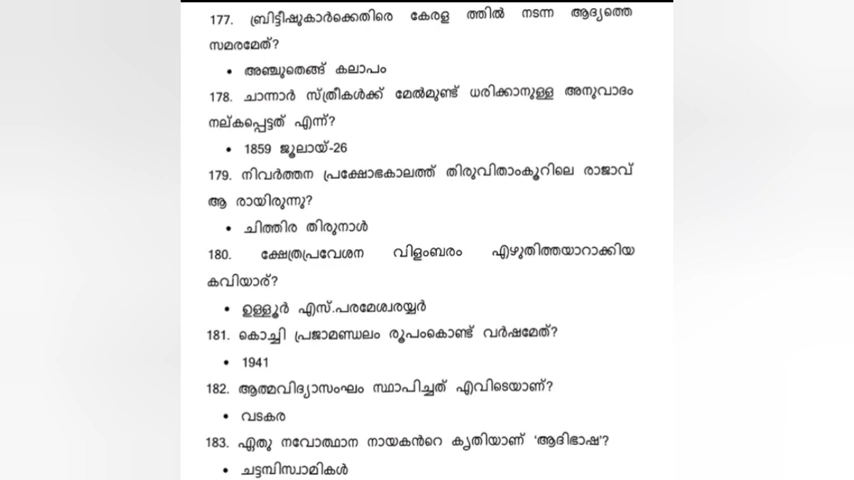 177. ബ്രിട്ടീഷുകാർക്കെതിരെ കേരള ത്തിൽ നടന്ന ആദ്യത്തെ
സമരമേത്?
• അഞ്ചുതെങ്ങ് കലാപം
178. ചാന്നാർ സ്ത്രീകൾക്ക് മേൽമുണ്ട് ധരിക്കാനുള്ള അനുവാദം
നല്കപ്പെട്ടത് എന്ന്?
• 1859 ജൂലായ്-26
179. നിവർത്തന പ്രക്ഷോഭകാലത്ത് തിരുവിതാംകൂറിലെ രാജാവ്
ആ രായിരുന്നു?
• ചിത്തിര തിരുനാൾ
180. ക്ഷേത്രപ്രവേശന വിളംബരം എഴുതിത്തയാറാക്കിയ
കവിയാര്?
• ഉള്ളൂർ എസ്.പരമേശ്വരയ്യർ
181. കൊച്ചി പ്രജാമണ്ഡലം രൂപംകൊണ്ട് വർഷമേത്?
• 1941
182. ആത്മവിദ്യാസംഘം സ്ഥാപിച്ചത് എവിടെയാണ്?
• വടകര
183. ഏതു നവോത്ഥാന നായകൻറെ കൃതിയാണ് 'ആദിഭാഷ'?
• ചട്ടമ്പിസ്വാമികൾ